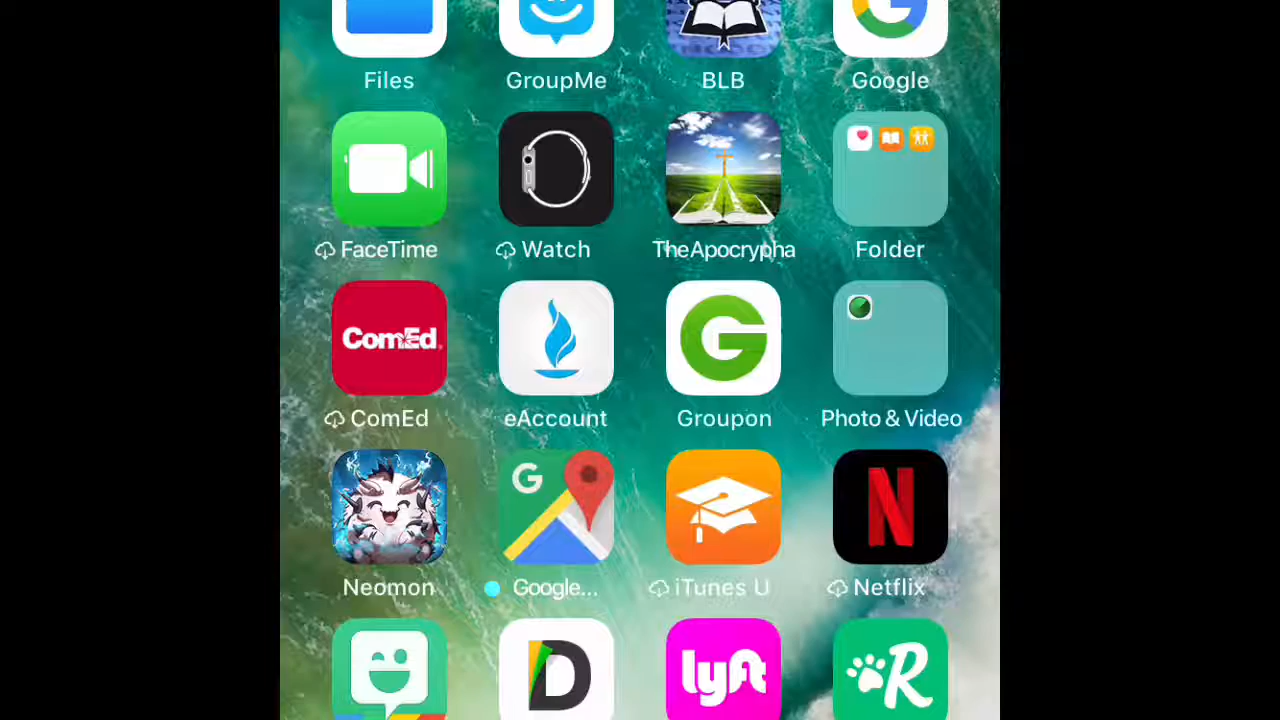 Files GroupMe BLB Google
FaceTime Watch TheApocrypha Folder
ComEd
G
ComEd eAccount Groupon Photo & Video
G N
Neomon Google... iTunes U Netflix
D lyft R